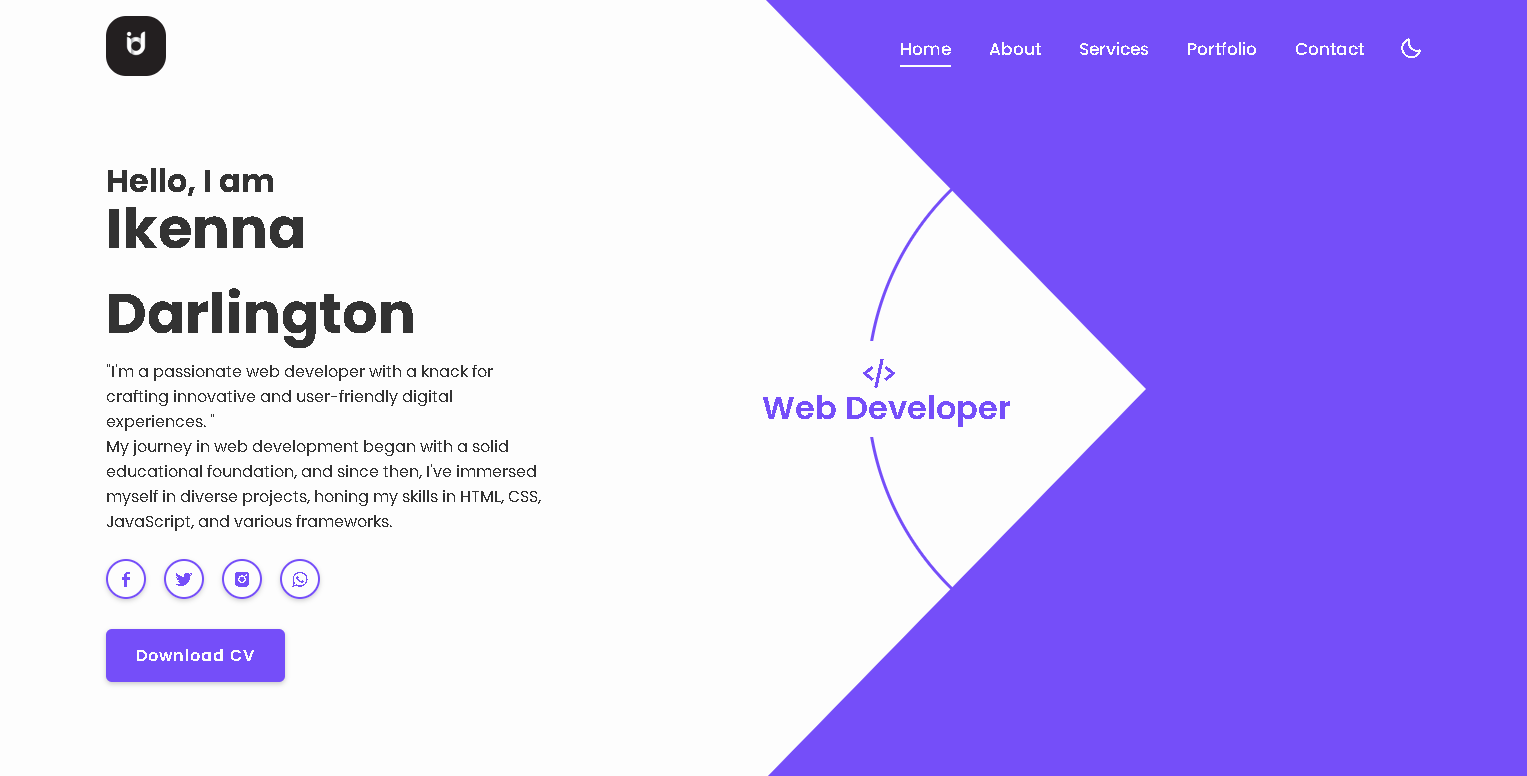 id
Home About Services Portfolio Contact
Hello, I am
Ikenna
Darlington
"I'm a passionate web developer with a knack for
crafting innovative and user-friendly digital
experiences. "
My journey in web development began with a solid
educational foundation, and since then, I've immersed
myself in diverse projects, honing my skills in HTML, CSS,
JavaScript, and various frameworks.
Download CV
</>
Web Developer